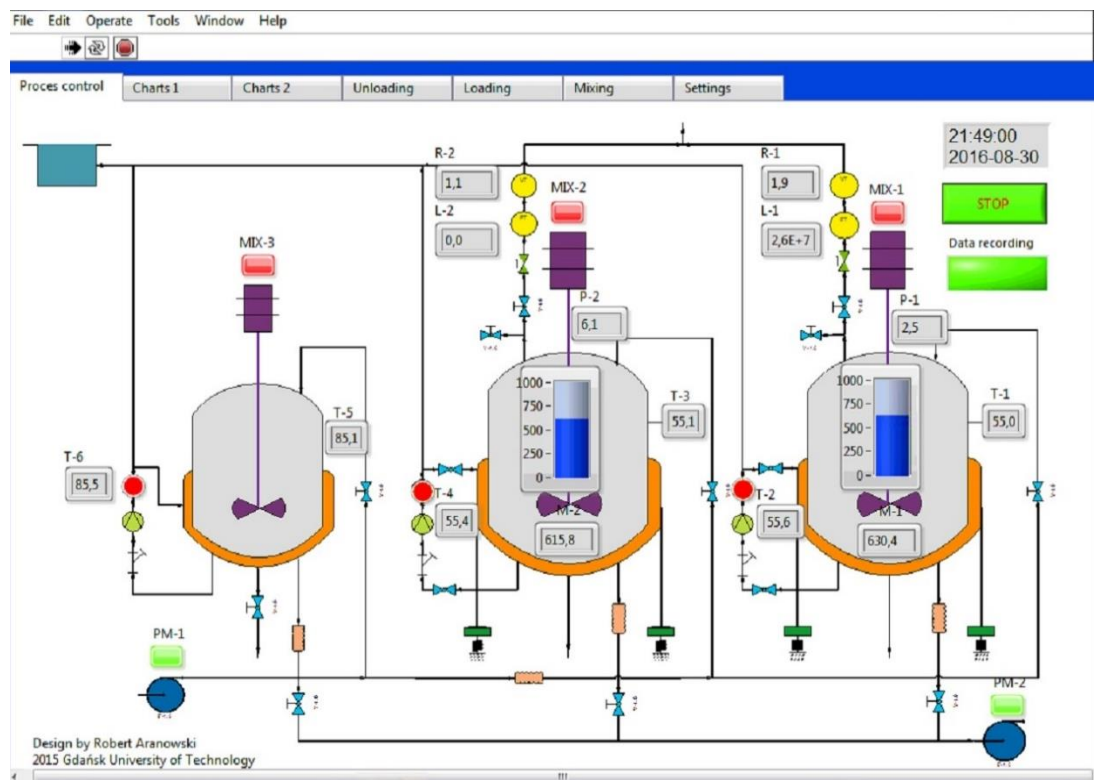 File Edit Operate Tools Window Help
Proces control Charts 1 Charts 2 Unloading Loading Mixing Settings
21:49:00
2016-08-30
STOP
Data recording
R-2
1,1
L-2
0,0
MIX-2
R-1
1,9
L-1
2,6E+7
MIX-1
MIX-3
P-2
6,1
P-1
2,5
1000
750
500
250
0
1000
750
500
250
0
T-5
85,1
T-3
55,1
T-1
55,0
T-6
85,5
T-4
55,4
M-2
615,8
T-2
55,6
M-1
630,4
PM-1
PM-2
Design by Robert Aranowski
2015 Gdańsk University of Technology